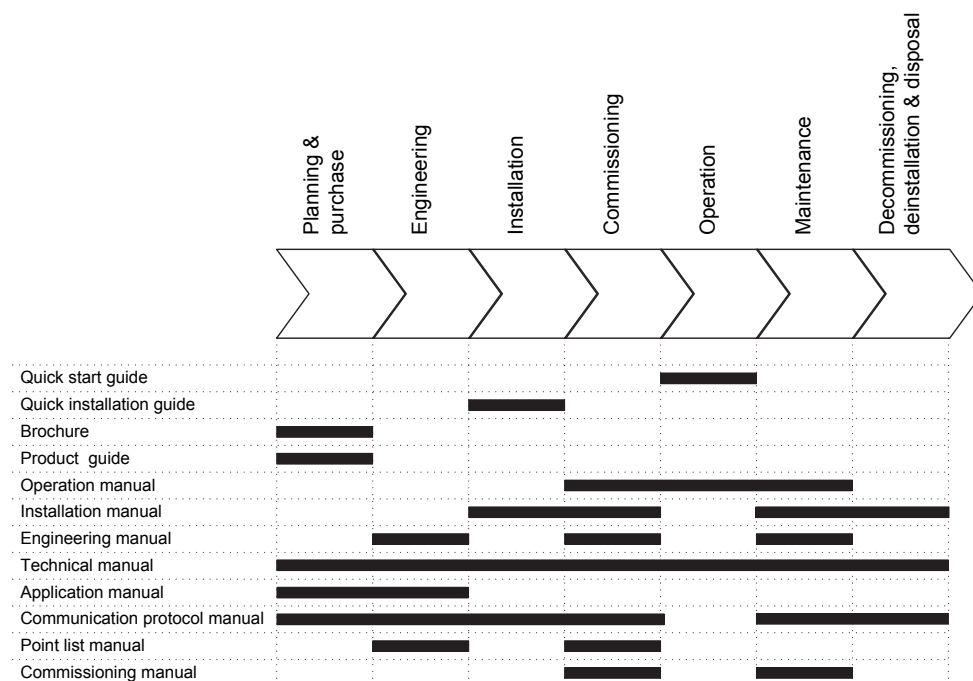 Planning &
purchase
Engineering
Installation
Commissioning
Operation
Maintenance
Decommissioning,
deinstallation & disposal
Quick start guide
Quick installation guide
Brochure
Product guide
Operation manual
Installation manual
Engineering manual
Technical manual
Application manual
Communication protocol manual
Point list manual
Commissioning manual